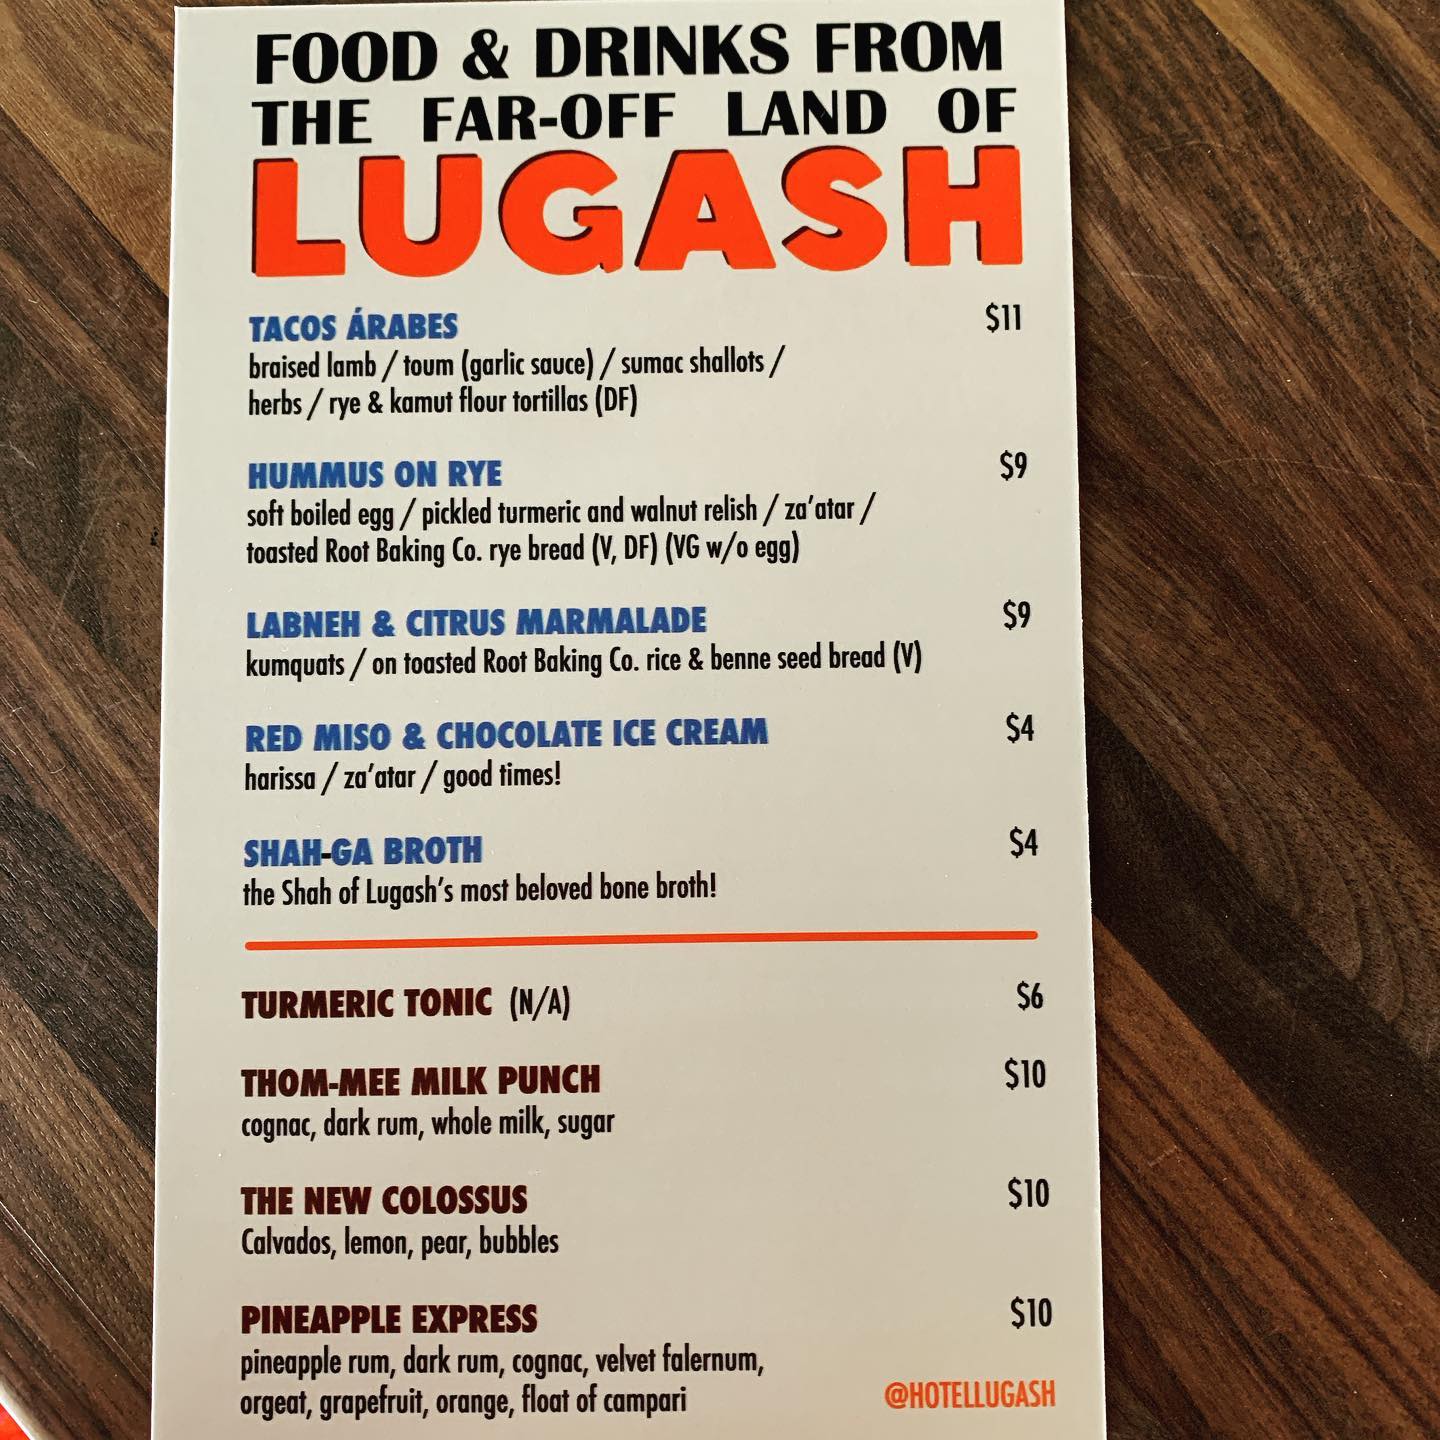 FOOD & DRINKS FROM
THE FAR-OFF LAND OF
LUGASH
TACOS ÁRABES $11
braised lamb / toum (garlic sauce) / sumac shallots /
herbs / rye & kamut flour tortillas (DF)
HUMMUS ON RYE $9
soft boiled egg / pickled turmeric and walnut relish / za'atar /
toasted Root Baking Co. rye bread (V, DF) (VG w/o egg)
LABNEH & CITRUS MARMALADE $9
kumquats / on toasted Root Baking Co. rice & benne seed bread (V)
RED MISO & CHOCOLATE ICE CREAM $4
harissa / za'atar / good times!
SHAH-GA BROTH $4
the Shah of Lugash's most beloved bone broth!
TURMERIC TONIC (N/A) $6
THOM-MEE MILK PUNCH $10
cognac, dark rum, whole milk, sugar
THE NEW COLOSSUS $10
Calvados, lemon, pear, bubbles
PINEAPPLE EXPRESS $10
pineapple rum, dark rum, cognac, velvet falernum,
orgeat, grapefruit, orange, float of campari
@HOTELLUGASH